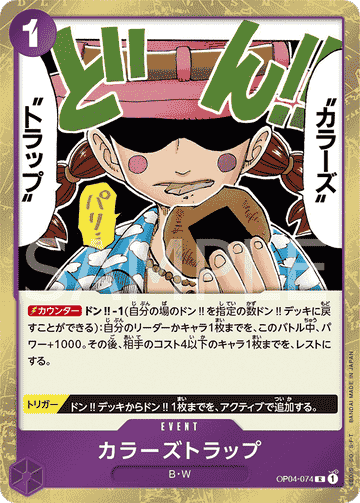 1
どん!!
"カラーズ"
"トラップ"
パリ
SAMPLE
カウンター ドン!!-1(自分の場のドン!!を指定の数ドン!!デッキに戻
すことができる):自分のリーダーかキャラ1枚までを、このバトル中、パ
ワー+1000。その後、相手のコスト4以下のキャラ1枚までを、レストに
する。
トリガー ドン!!デッキからドン!!1枚までを、アクティブで追加する。
EVENT
カラーズトラップ
B・W
OP04-074 R 1